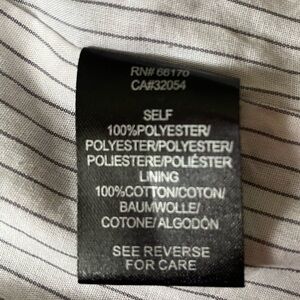 RN# 66170
CA#32054
SELF
100%POLYESTER/
POLYESTER/POLYESTER/
POLIESTERE/POLIÉSTER
LINING
100%COTTON/COTON/
BAUMWOLLE/
COTONE/ALGODÓN
SEE REVERSE
FOR CARE